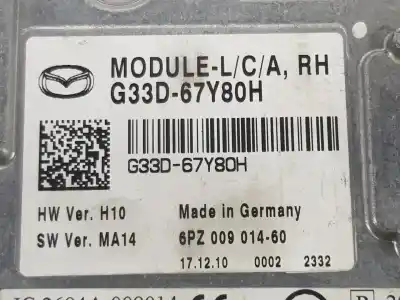 MODULE-L/C/A, RH
G33D-67Y80H
G33D-67Y80H
HW Ver. H10 Made in Germany
SW Ver. MA14 6PZ 009 014-60
17.12.10 0002 2332